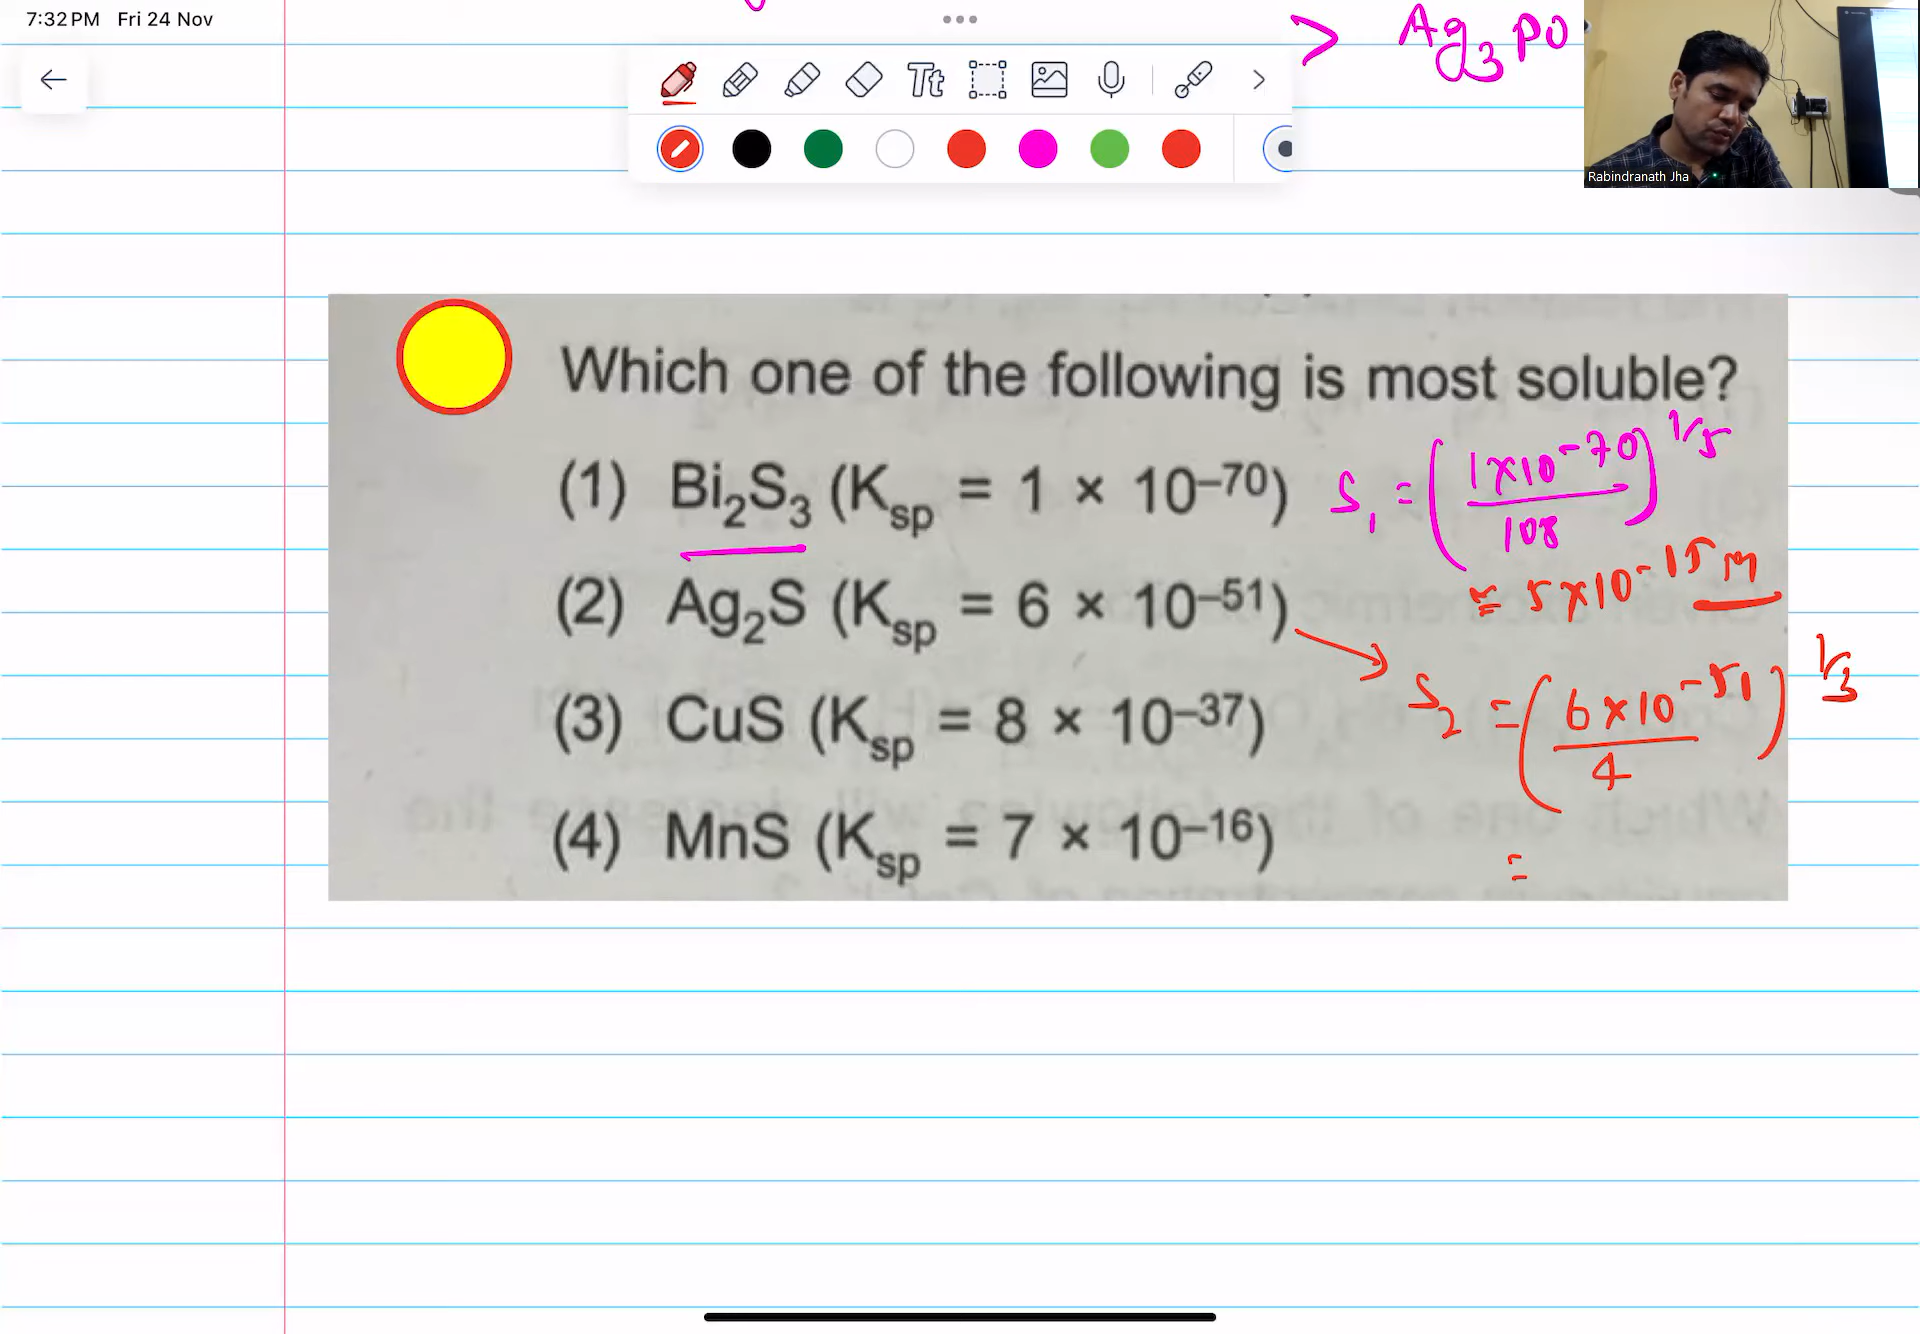 7:32 PM Fri 24 Nov
> Ag₃PO
Tt
Rabindranath Jha
Which one of the following is most soluble?
(1) Bi₂S₃ (Ksp = 1 × 10⁻⁷⁰)
S₁ = (1×10⁻⁷⁰/108)^1/5
= 5×10⁻¹⁵ M
(2) Ag₂S (Ksp = 6 × 10⁻⁵¹)
→ S₂ = (6×10⁻⁵¹/4)^1/3
=
(3) CuS (Ksp = 8 × 10⁻³⁷)
(4) MnS (Ksp = 7 × 10⁻¹⁶)